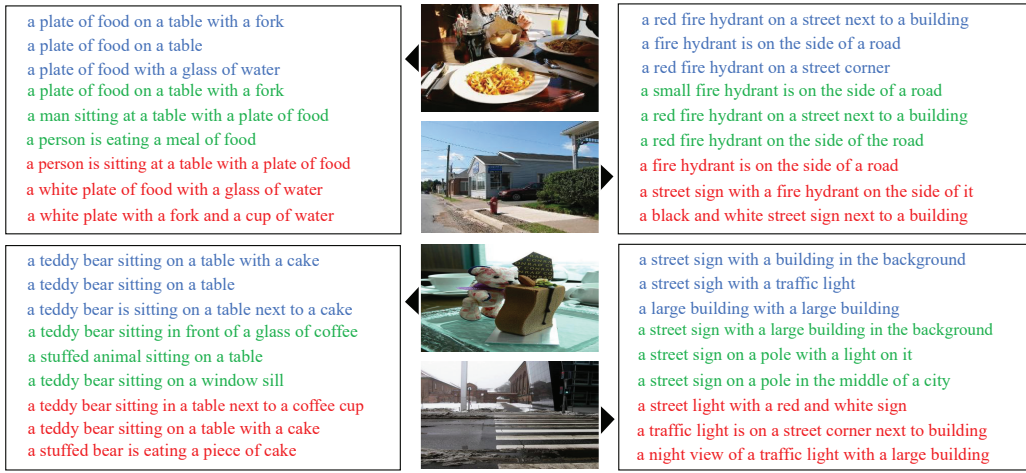 a plate of food on a table with a fork
a plate of food on a table
a plate of food with a glass of water
a plate of food on a table with a fork
a man sitting at a table with a plate of food
a person is eating a meal of food
a person is sitting at a table with a plate of food
a white plate of food with a glass of water
a white plate with a fork and a cup of water
a red fire hydrant on a street next to a building
a fire hydrant is on the side of a road
a red fire hydrant on a street corner
a small fire hydrant is on the side of a road
a red fire hydrant on a street next to a building
a red fire hydrant on the side of the road
a fire hydrant is on the side of a road
a street sign with a fire hydrant on the side of it
a black and white street sign next to a building
a teddy bear sitting on a table with a cake
a teddy bear sitting on a table
a teddy bear is sitting on a table next to a cake
a teddy bear sitting in front of a glass of coffee
a stuffed animal sitting on a table
a teddy bear sitting on a window sill
a teddy bear sitting in a table next to a coffee cup
a teddy bear sitting on a table with a cake
a stuffed bear is eating a piece of cake
a street sign with a building in the background
a street sigh with a traffic light
a large building with a large building
a street sign with a large building in the background
a street sign on a pole with a light on it
a street sign on a pole in the middle of a city
a street light with a red and white sign
a traffic light is on a street corner next to building
a night view of a traffic light with a large building